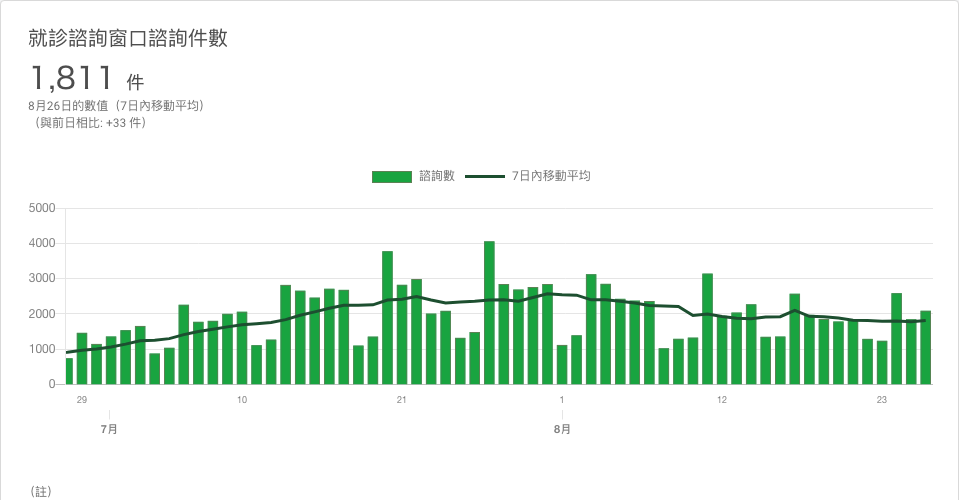 就診諮詢窗口諮詢件數
1,811 件
8月26日的數值（7日內移動平均）
（與前日相比: +33 件）
諮詢數 7日內移動平均
5000
4000
3000
2000
1000
0
29 10 21 1 12 23
7月 8月
（註）